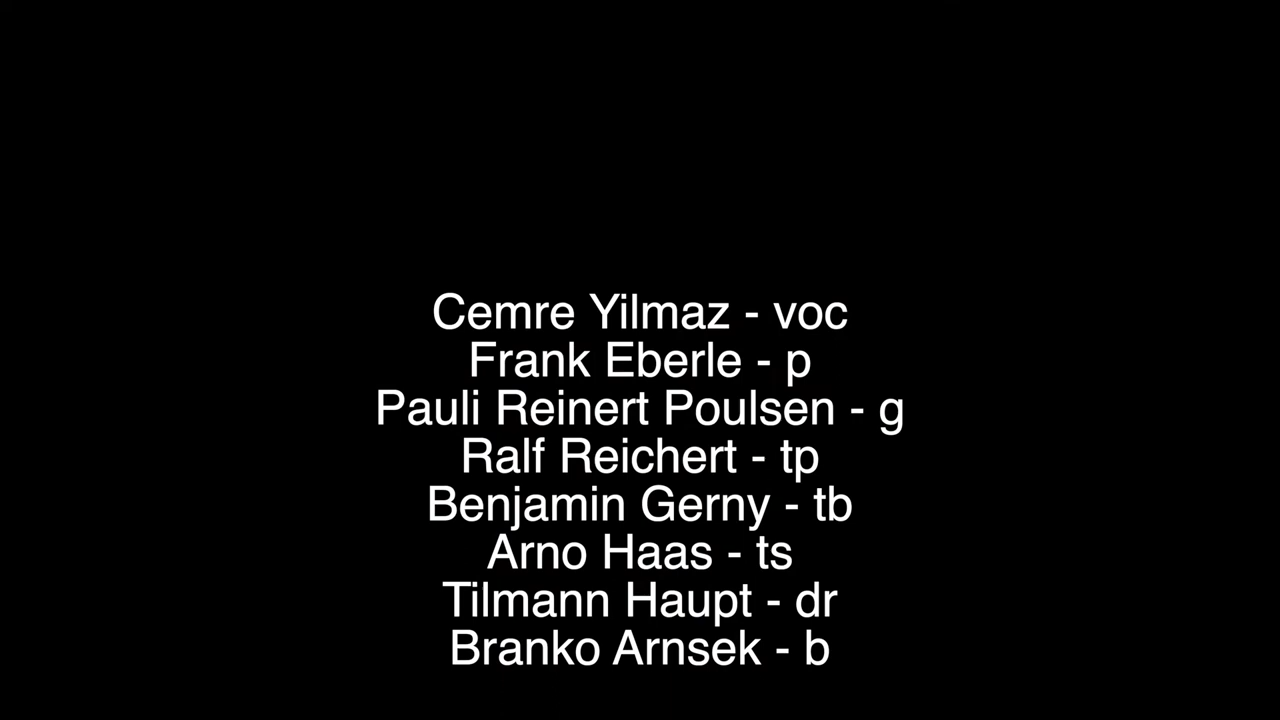 Cemre Yilmaz - voc
Frank Eberle - p
Pauli Reinert Poulsen - g
Ralf Reichert - tp
Benjamin Gerny - tb
Arno Haas - ts
Tilmann Haupt - dr
Branko Arnsek - b